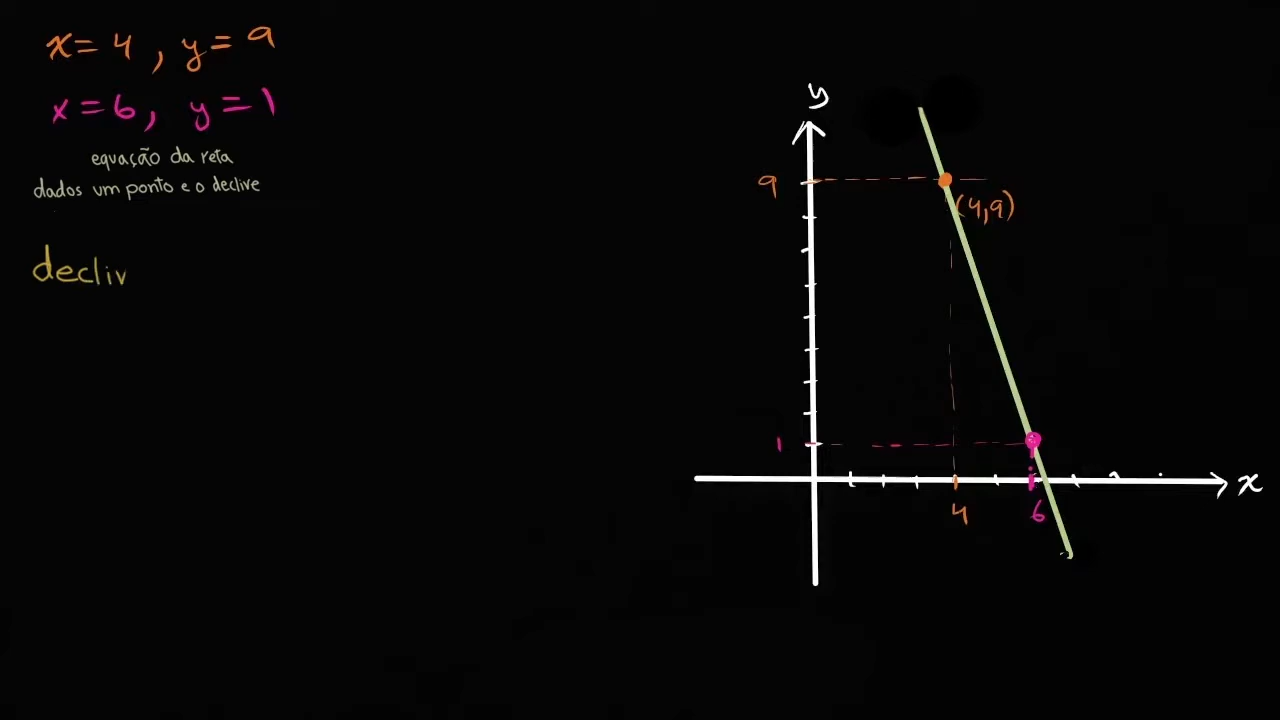 x = 4 , y = 9
x = 6 , y = 1
equação da reta
dados um ponto e o declive
decliv
y
9
(4,9)
1
x
4
6